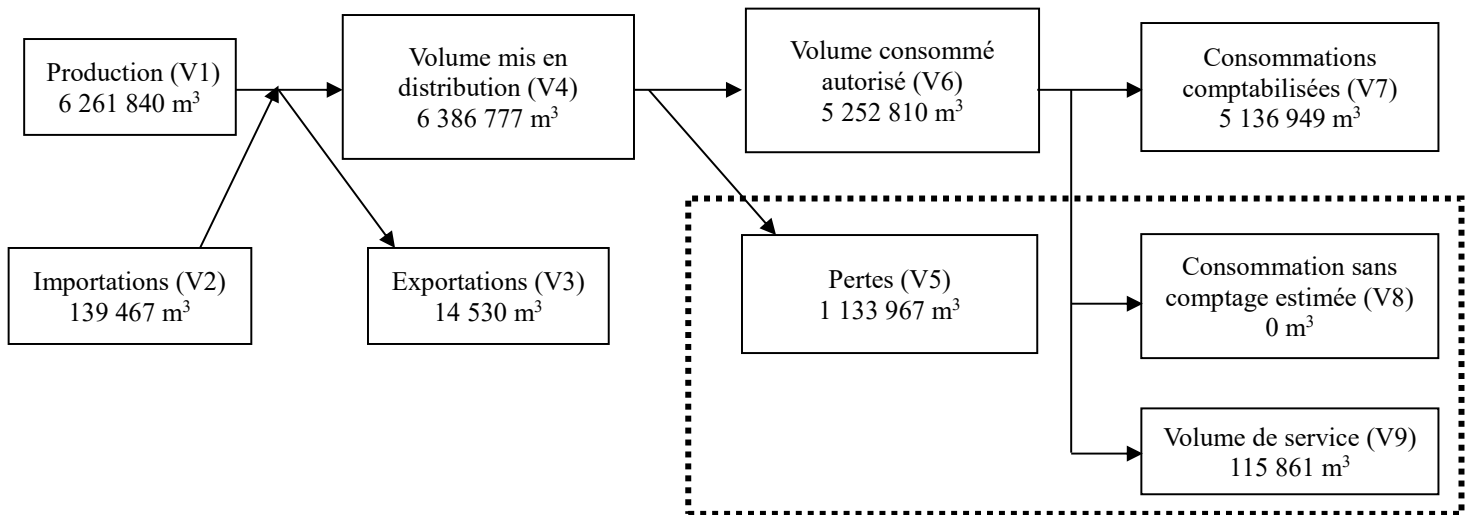 Production (V1)
6 261 840 m³
Volume mis en
distribution (V4)
6 386 777 m³
Volume consommé
autorisé (V6)
5 252 810 m³
Consommations
comptabilisées (V7)
5 136 949 m³
Importations (V2)
139 467 m³
Exportations (V3)
14 530 m³
Pertes (V5)
1 133 967 m³
Consommation sans
comptage estimée (V8)
0 m³
Volume de service (V9)
115 861 m³